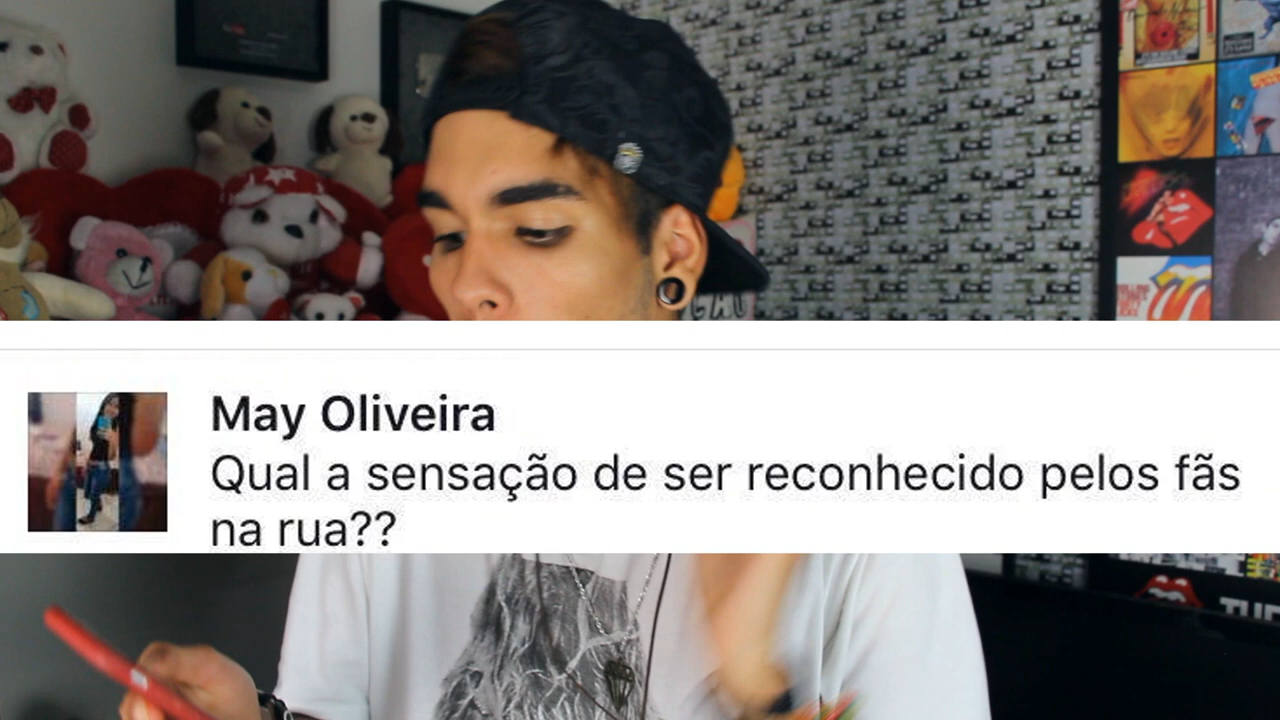 May Oliveira
Qual a sensação de ser reconhecido pelos fãs
na rua??